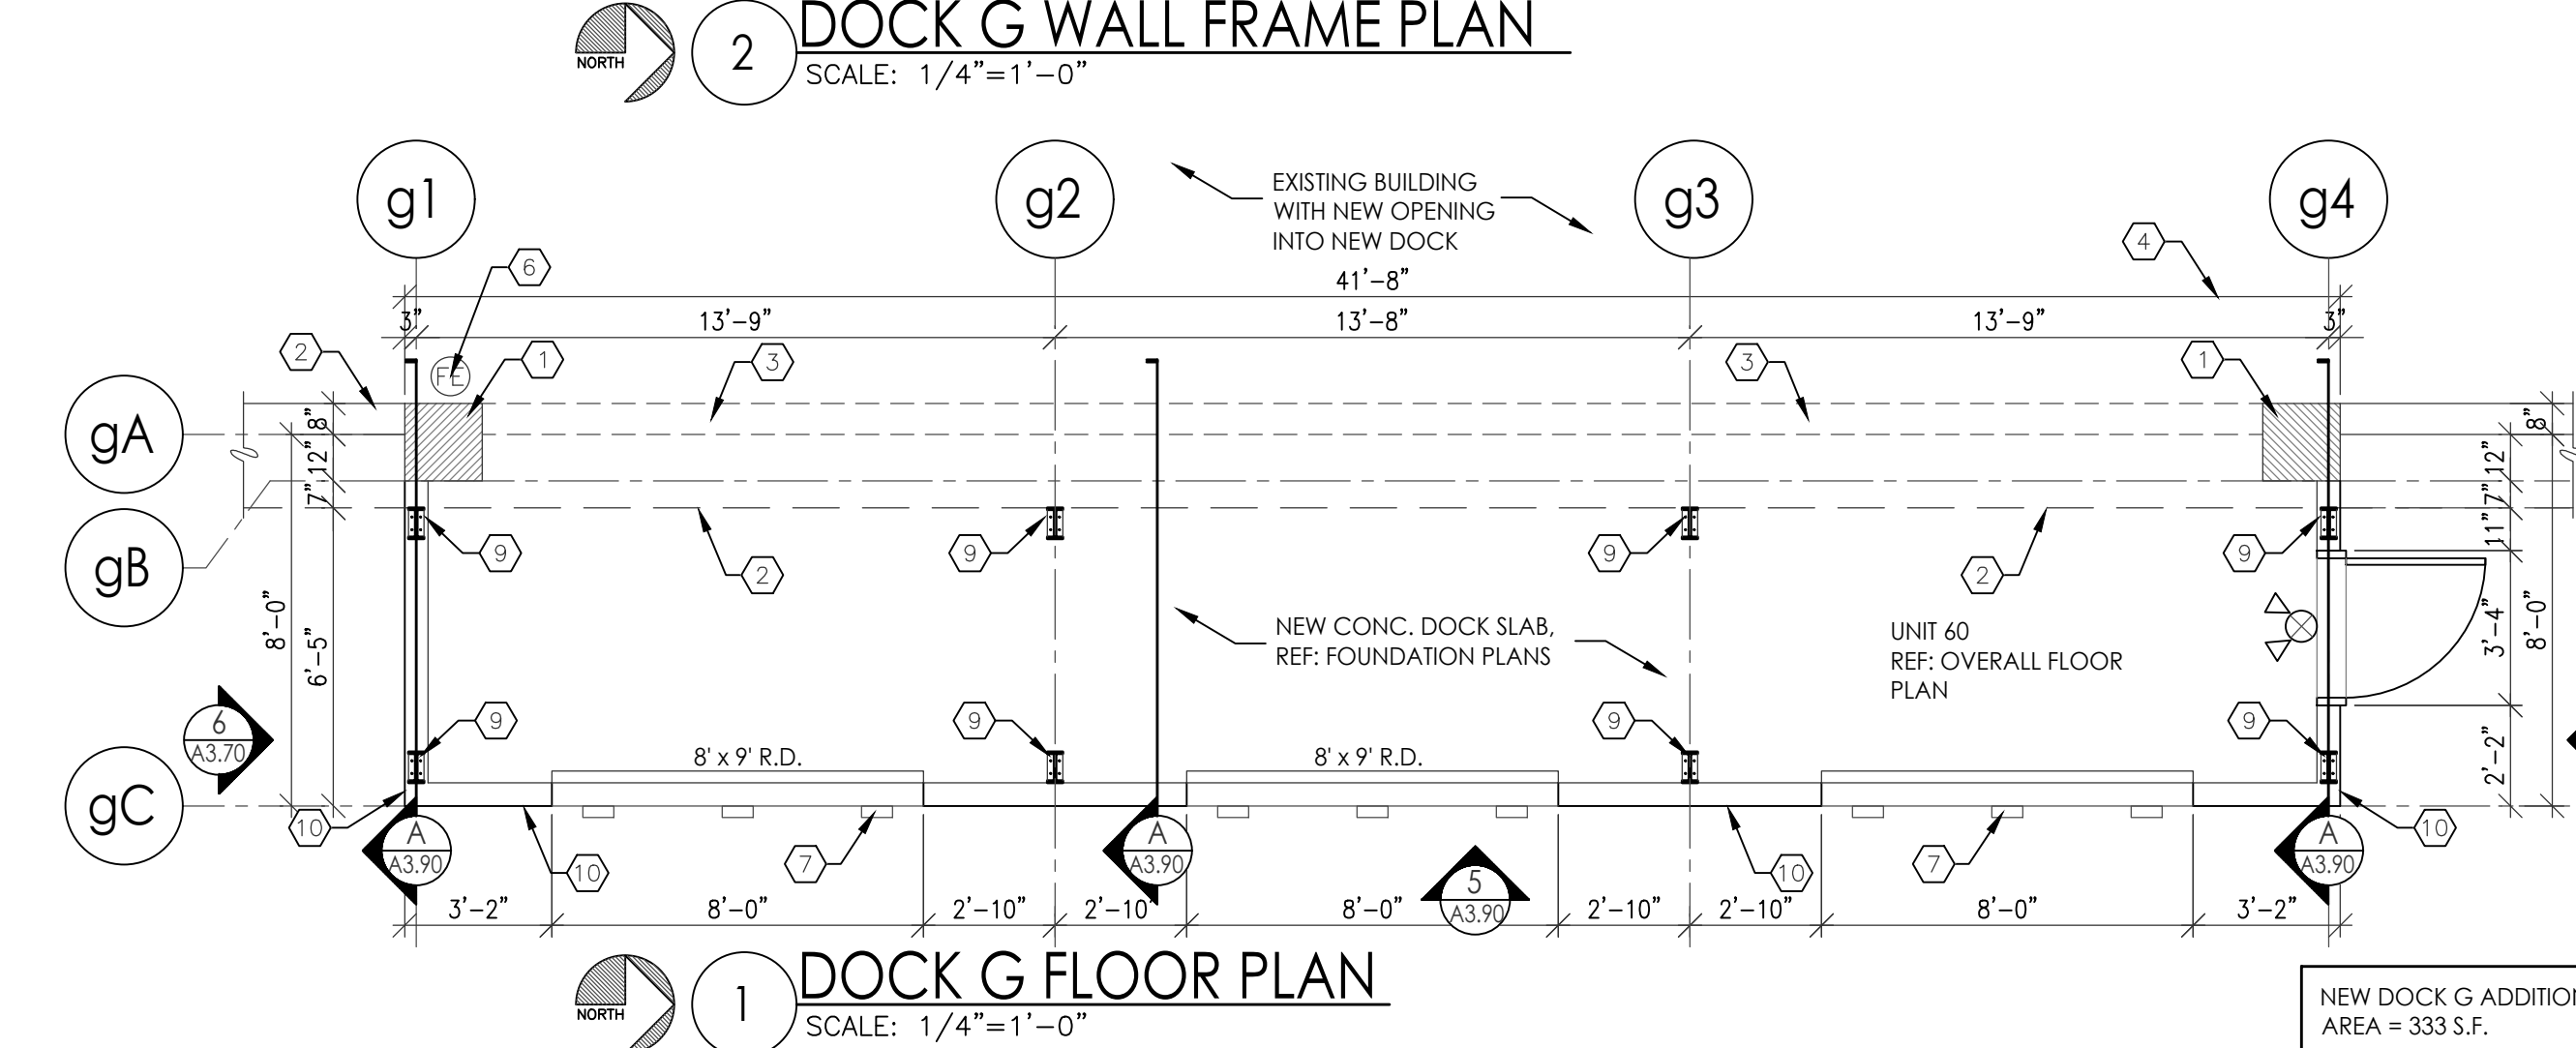 DOCK G WALL FRAME PLAN
2
NORTH
SCALE: 1/4"=1'-0"
g1
g2
g3
g4
EXISTING BUILDING
WITH NEW OPENING
INTO NEW DOCK
6
4
41'-8"
3"
13'-9"
13'-8"
13'-9"
3"
2
1
3
3
1
FE
gA
8"
12"
7"
8"
12"
7"
11"
gB
9
9
9
9
2
2
8'-0"
6'-5"
NEW CONC. DOCK SLAB,
REF: FOUNDATION PLANS
UNIT 60
REF: OVERALL FLOOR
PLAN
3'-4"
8'-0"
6
A3.70
9
9
9
9
2'-2"
8' x 9' R.D.
8' x 9' R.D.
gC
10
A
A3.90
10
7
A
A3.90
5
A3.90
10
7
A
A3.90
10
3'-2"
8'-0"
2'-10"
2'-10"
8'-0"
2'-10"
2'-10"
8'-0"
3'-2"
DOCK G FLOOR PLAN
1
NORTH
SCALE: 1/4"=1'-0"
NEW DOCK G ADDITION
AREA = 333 S.F.